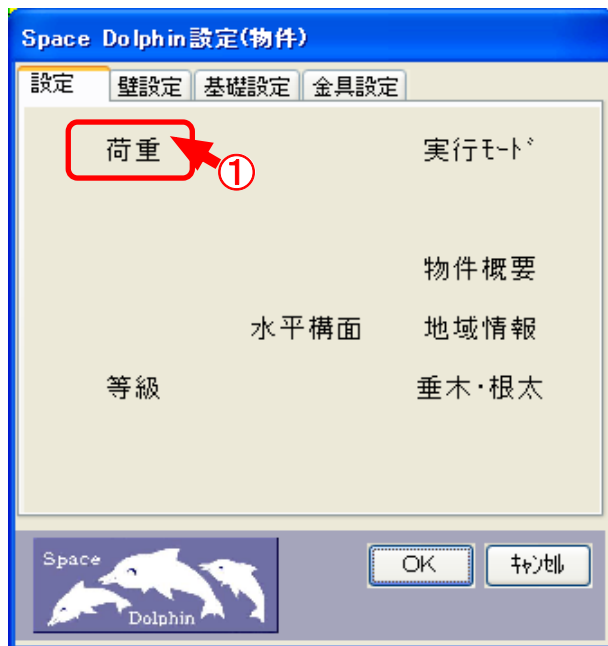 Space Dolphin設定(物件)
設定 壁設定 基礎設定 金具設定
荷重 実行ﾓｰﾄﾞ
①
物件概要
水平構面 地域情報
等級 垂木・根太
Space
Dolphin
OK ｷｬﾝｾﾙ